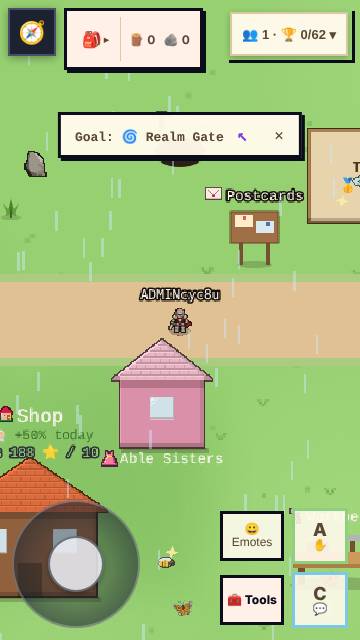 0 0
1 · 0/62 ▾
Goal: Realm Gate ×
Postcards
ADMINcyc8u
Shop
+50% today
188 / 10
Able Sisters
Emotes
A
Tools
C